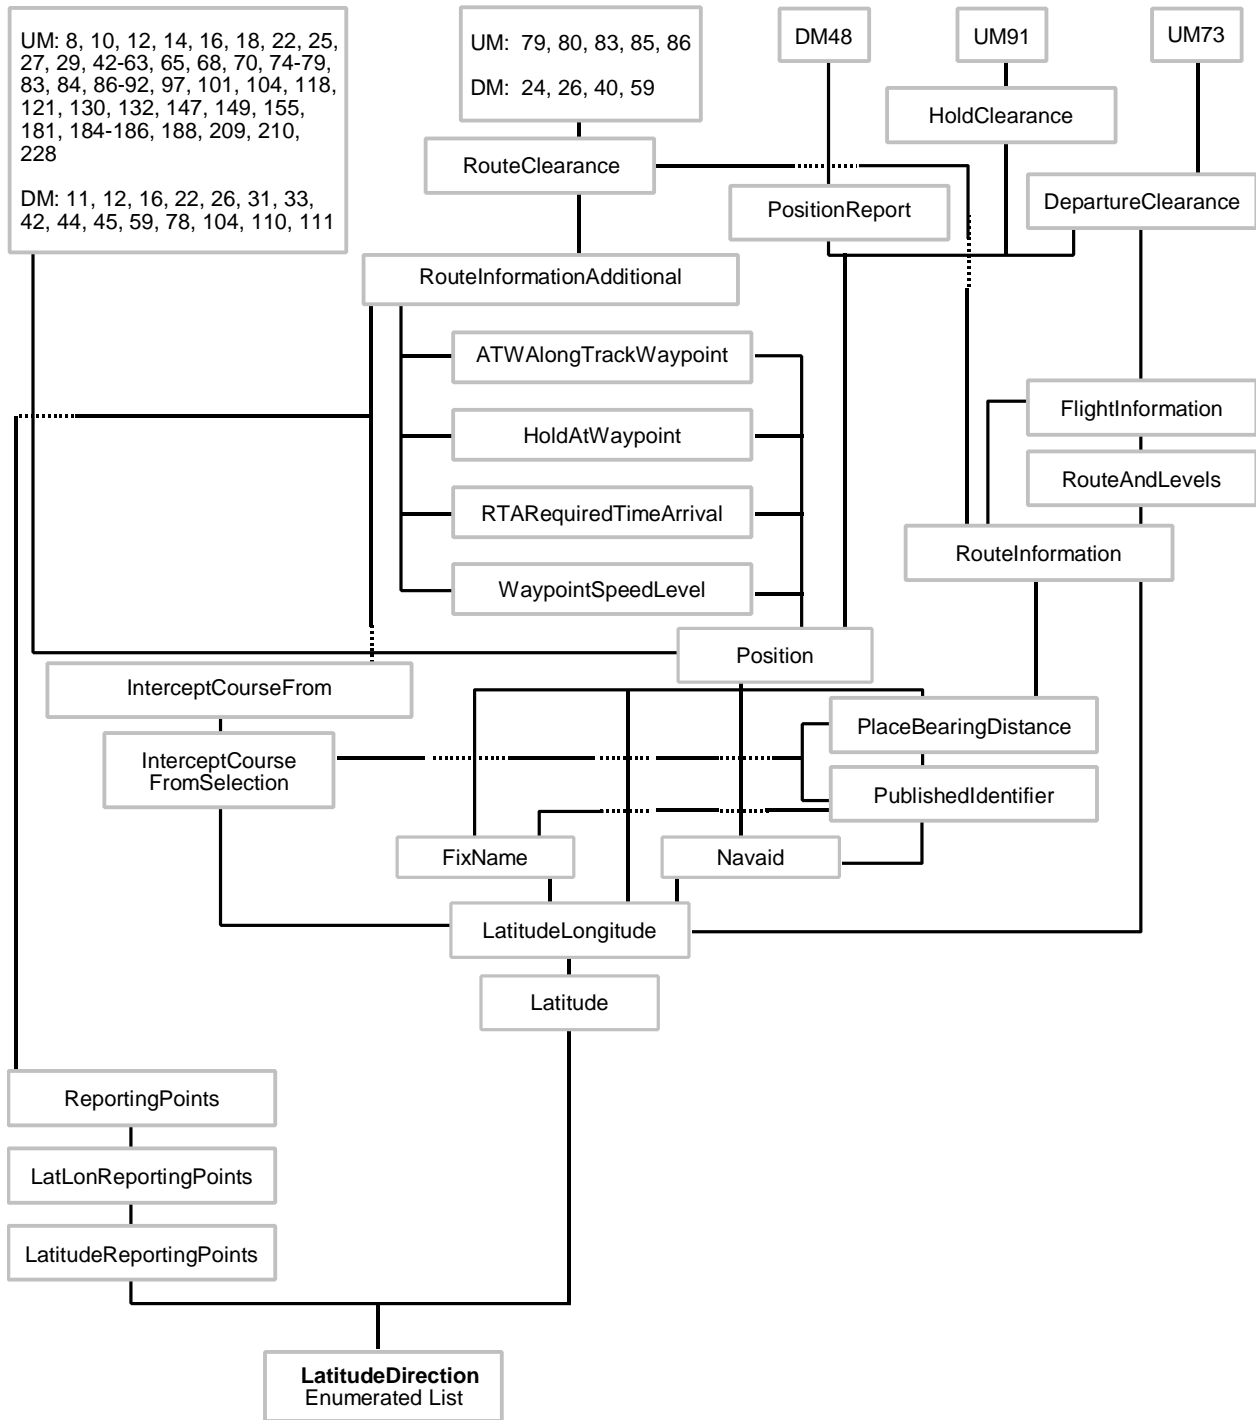 UM: 8, 10, 12, 14, 16, 18, 22, 25,
27, 29, 42-63, 65, 68, 70, 74-79,
83, 84, 86-92, 97, 101, 104, 118,
121, 130, 132, 147, 149, 155,
181, 184-186, 188, 209, 210,
228
DM: 11, 12, 16, 22, 26, 31, 33,
42, 44, 45, 59, 78, 104, 110, 111
UM: 79, 80, 83, 85, 86
DM: 24, 26, 40, 59
DM48
UM91
UM73
HoldClearance
RouteClearance
PositionReport
DepartureClearance
RouteInformationAdditional
ATWAlongTrackWaypoint
FlightInformation
HoldAtWaypoint
RouteAndLevels
RTARequiredTimeArrival
RouteInformation
WaypointSpeedLevel
Position
InterceptCourseFrom
PlaceBearingDistance
InterceptCourse
FromSelection
PublishedIdentifier
FixName
Navaid
LatitudeLongitude
Latitude
ReportingPoints
LatLonReportingPoints
LatitudeReportingPoints
LatitudeDirection
Enumerated List